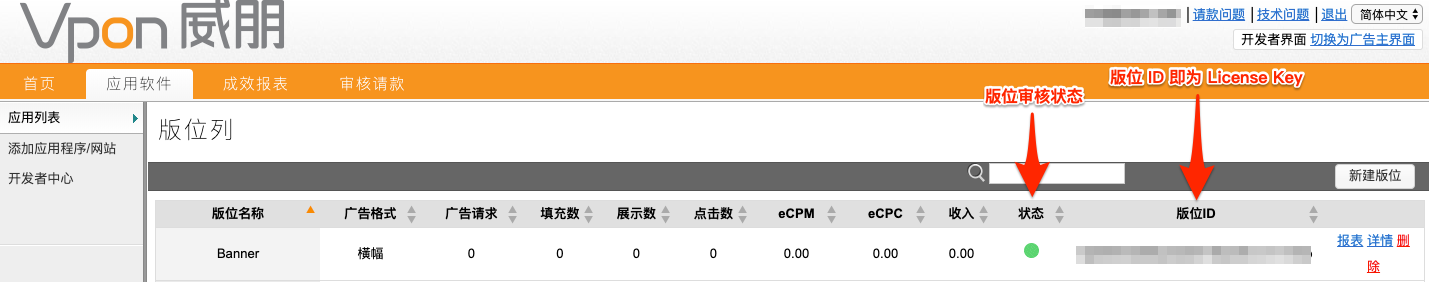 Vpon 威朋
请款问题 | 技术问题 | 退出 简体中文
开发者界面 切换为广告主界面
首页 应用软件 成效报表 审核请款
版位审核状态
版位 ID 即为 License Key
应用列表
添加应用程序/网站
开发者中心
版位列
新建版位
版位名称 广告格式 广告请求 填充数 展示数 点击数 eCPM eCPC 收入 状态 版位ID
Banner 橫幅 0 0 0 0 0.00 0.00 0.00 报表 详情 删
除